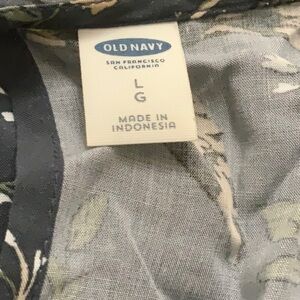 OLD NAVY
SAN FRANCISCO
CALIFORNIA
L
G
MADE IN
INDONESIA